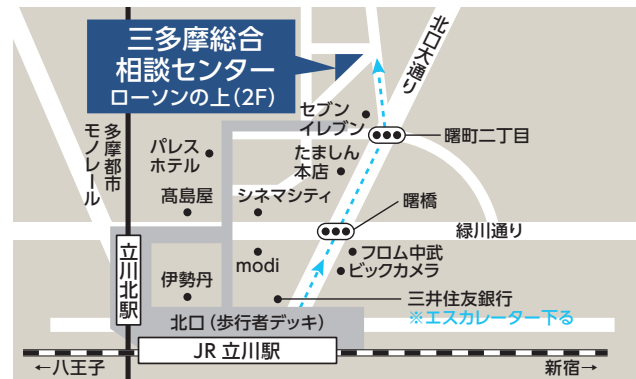 三多摩総合
相談センター
ローソンの上(2F)
北口大通り
セブン
イレブン
曙町二丁目
多摩都市
モノレール
パレス
ホテル
たましん
本店
髙島屋
シネマシティ
曙橋
緑川通り
立川北駅
伊勢丹
modi
フロム中武
ビックカメラ
三井住友銀行
※エスカレーター下る
北口(歩行者デッキ)
JR 立川駅
←八王子
新宿→